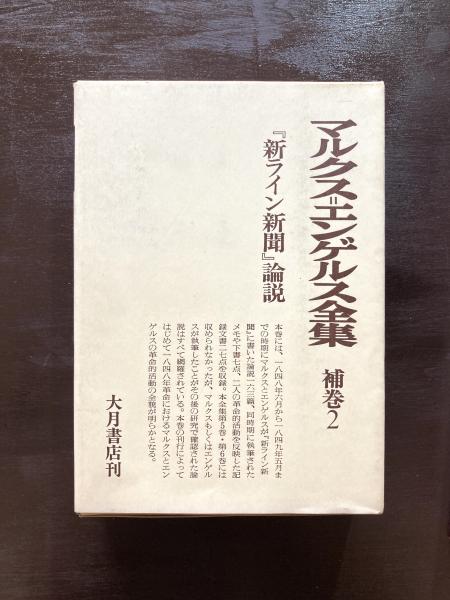 マルクス=エンゲルス全集
補巻2
『新ライン新聞』論説
本巻には、一八四八年六月から一八四九年五月ま
での時期にマルクスとエンゲルスが『新ライン新
聞』に書いた論説一六三篇、同時期に執筆された
メモや下書七点、二人の革命的活動を反映した記
録文書二七点を収録。本全集第5巻・第6巻には
収められなかったが、マルクスもしくはエンゲル
スが執筆したことがその後の研究で確認された論
説はすべて網羅されている。本巻の刊行によって
はじめて一八四八年革命におけるマルクスとエン
ゲルスの革命的活動の全貌が明らかとなる。
大月書店刊